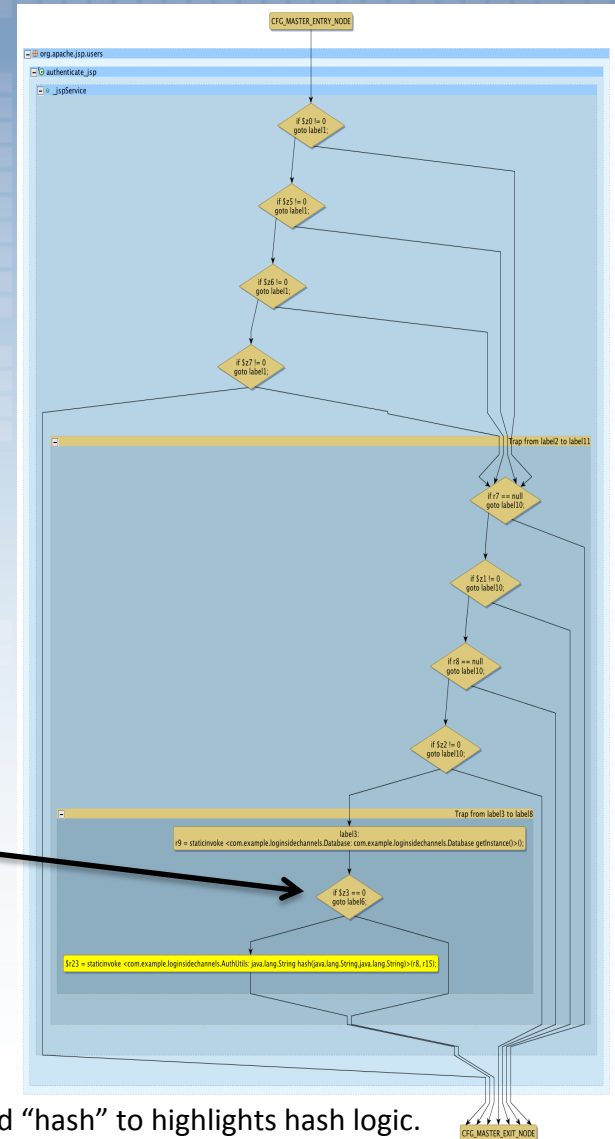 CFG_MASTER_ENTRY_NODE
org.apache.jsp.users
authenticate_jsp
_jspService
if $z0 != 0
goto label1;
if $z5 != 0
goto label1;
if $z6 != 0
goto label1;
if $z7 != 0
goto label1;
Trap from label2 to label11
if r7 == null
goto label10;
if $z1 != 0
goto label10;
if r8 == null
goto label10;
if $z2 != 0
goto label10;
Trap from label3 to label8
label3:
r9 = staticinvoke <com.example.loginsidechannels.Database: com.example.loginsidechannels.Database getInstance()>();
if $z3 == 0
goto label6;
$r23 = staticinvoke <com.example.loginsidechannels.AuthUtils: java.lang.String hash(java.lang.String,java.lang.String)>(r8, r15);
“hash” to highlights hash logic.
CFG_MASTER_EXIT_NODE